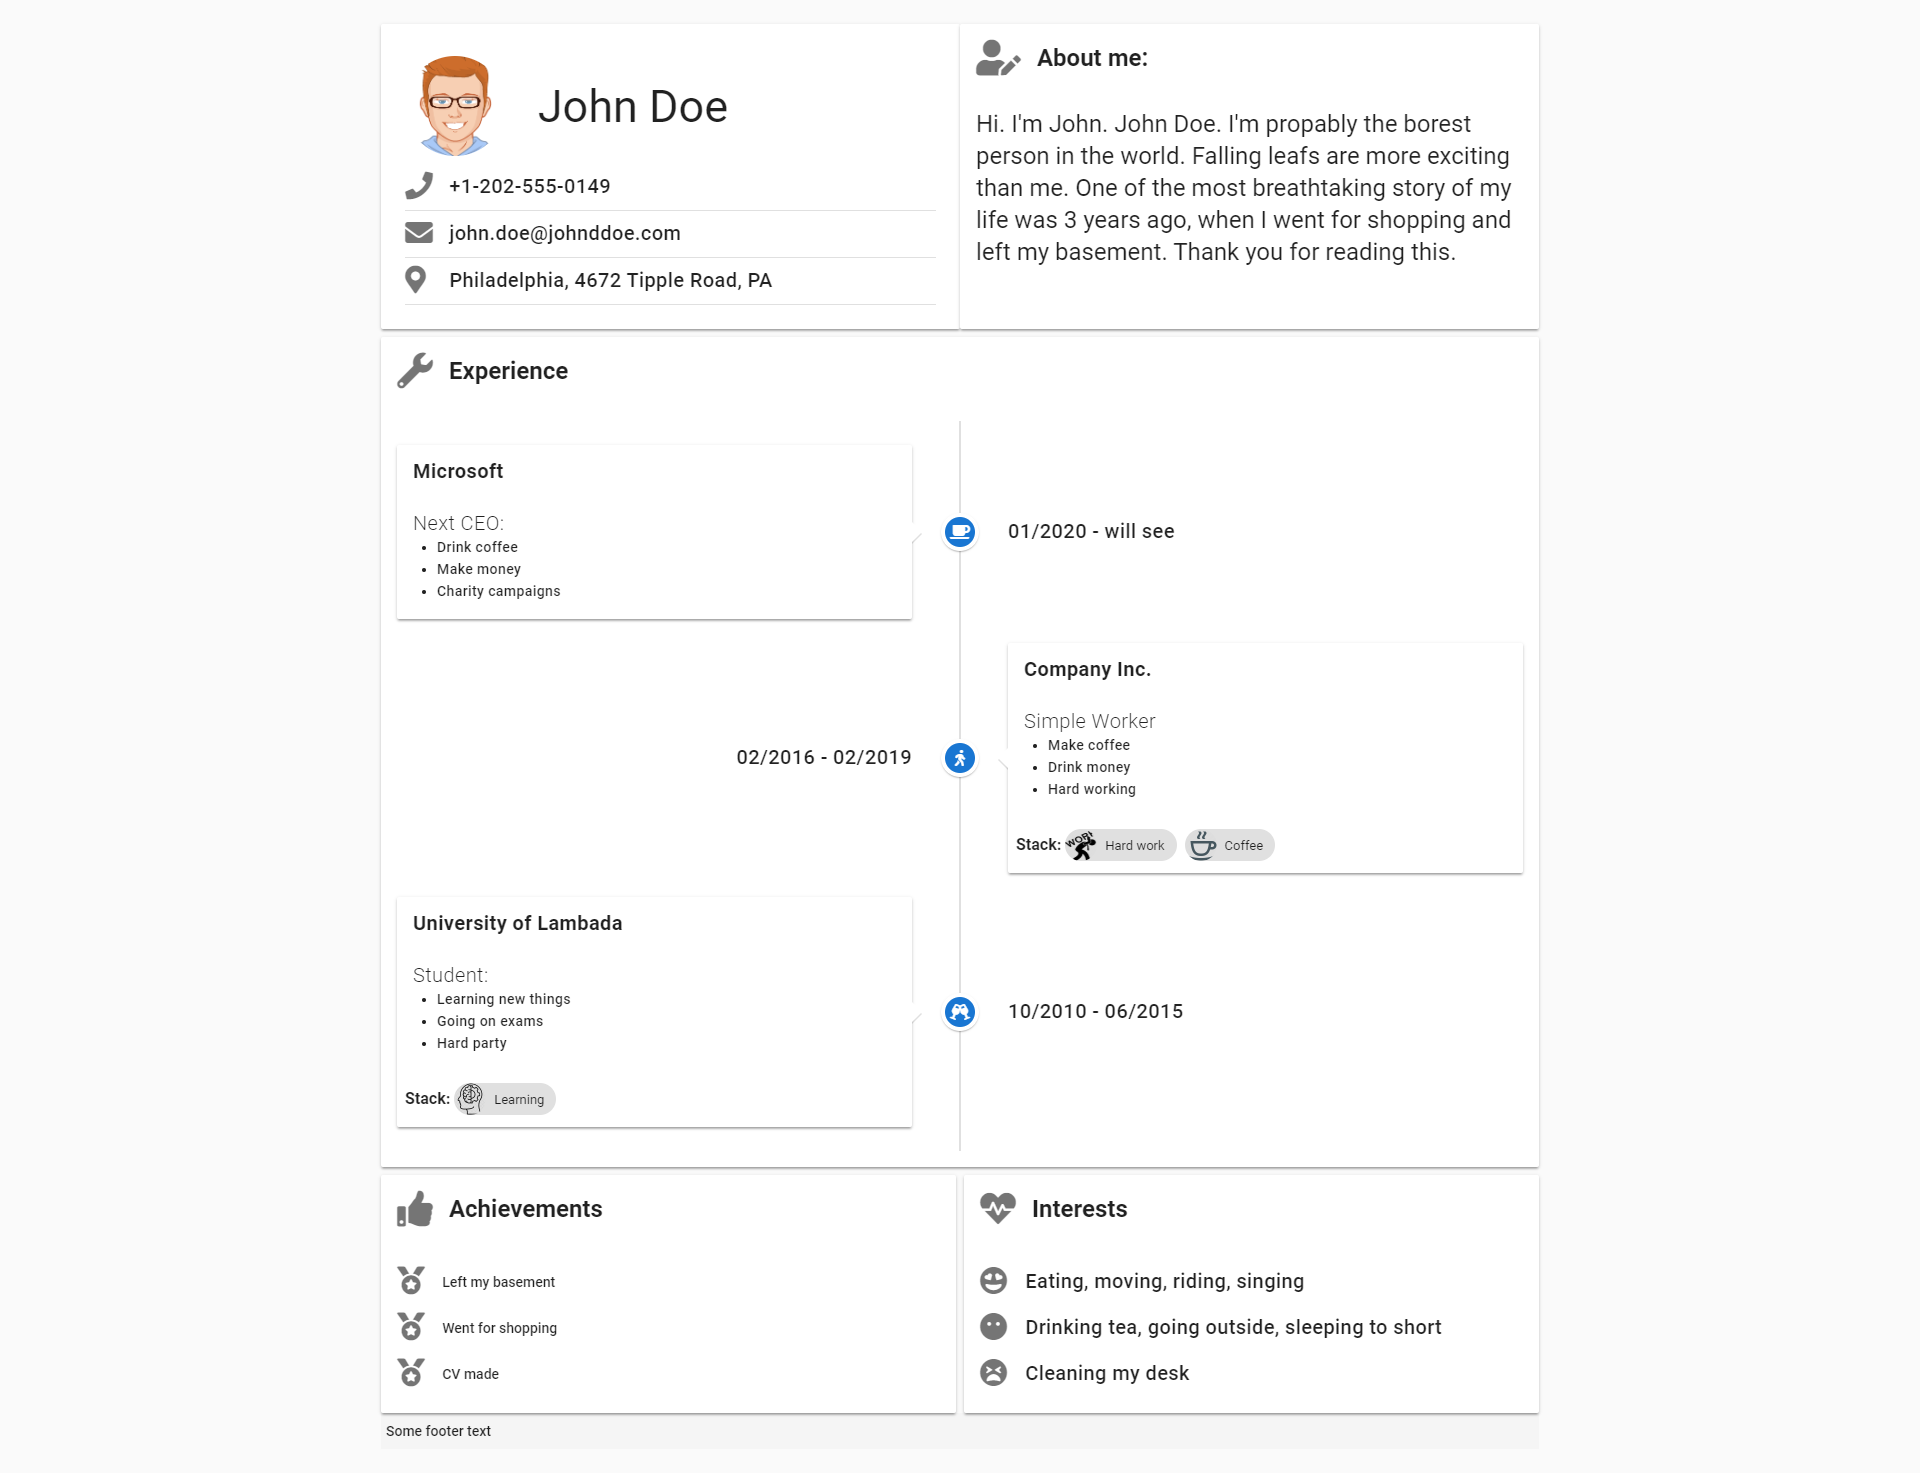 John Doe
+1-202-555-0149
john.doe@johnddoe.com
Philadelphia, 4672 Tipple Road, PA
About me:
Hi. I'm John. John Doe. I'm propably the borest
person in the world. Falling leafs are more exciting
than me. One of the most breathtaking story of my
life was 3 years ago, when I went for shopping and
left my basement. Thank you for reading this.
Experience
Microsoft
Next CEO:
Drink coffee
Make money
Charity campaigns
01/2020 - will see
02/2016 - 02/2019
Company Inc.
Simple Worker
Make coffee
Drink money
Hard working
Stack: WORK Hard work Coffee
University of Lambada
Student:
Learning new things
Going on exams
Hard party
Stack: Learning
10/2010 - 06/2015
Achievements
Left my basement
Went for shopping
CV made
Interests
Eating, moving, riding, singing
Drinking tea, going outside, sleeping to short
Cleaning my desk
Some footer text